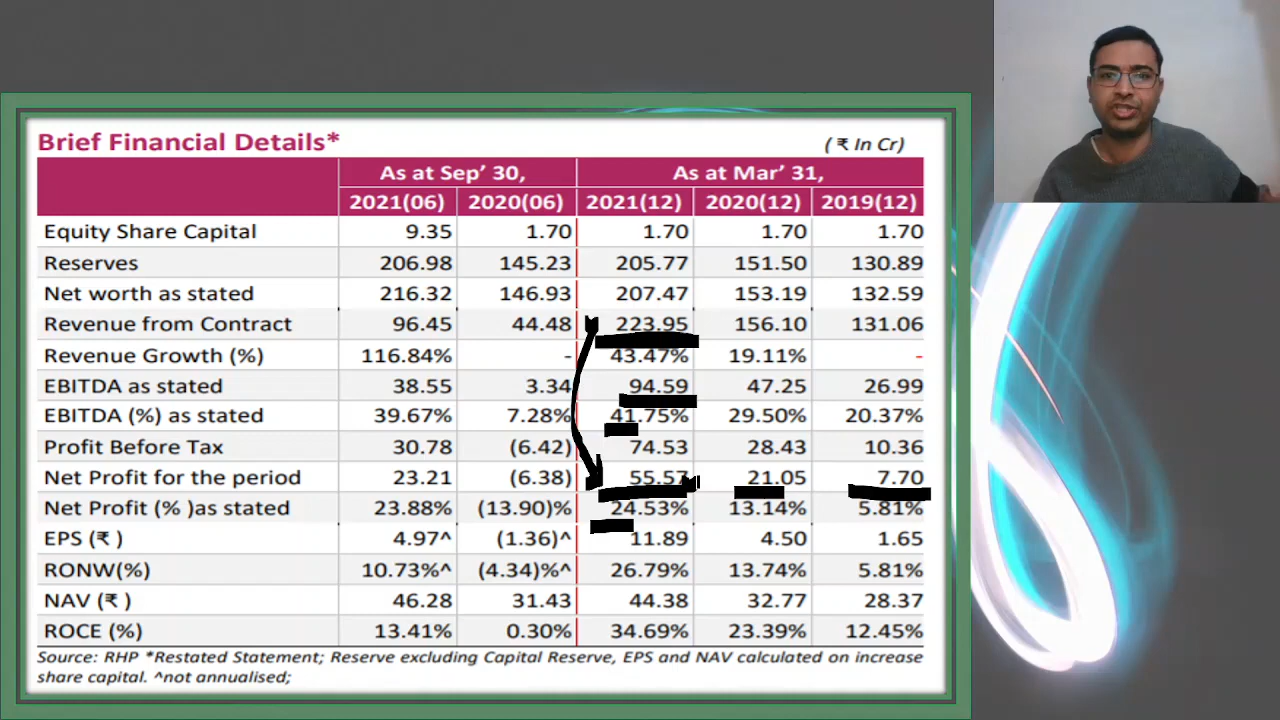 Brief Financial Details* ( ₹ In Cr)
As at Sep’ 30, As at Mar’ 31,
2021(06) 2020(06) 2021(12) 2020(12) 2019(12)
Equity Share Capital 9.35 1.70 1.70 1.70 1.70
Reserves 206.98 145.23 205.77 151.50 130.89
Net worth as stated 216.32 146.93 207.47 153.19 132.59
Revenue from Contract 96.45 44.48 223.95 156.10 131.06
Revenue Growth (%) 116.84% - 43.47% 19.11% -
EBITDA as stated 38.55 3.34 94.59 47.25 26.99
EBITDA (%) as stated 39.67% 7.28% 41.75% 29.50% 20.37%
Profit Before Tax 30.78 (6.42) 74.53 28.43 10.36
Net Profit for the period 23.21 (6.38) 55.57 21.05 7.70
Net Profit (% )as stated 23.88% (13.90)% 24.53% 13.14% 5.81%
EPS (₹ ) 4.97^ (1.36)^ 11.89 4.50 1.65
RONW(%) 10.73%^ (4.34)%^ 26.79% 13.74% 5.81%
NAV (₹ ) 46.28 31.43 44.38 32.77 28.37
ROCE (%) 13.41% 0.30% 34.69% 23.39% 12.45%
Source: RHP *Restated Statement; Reserve excluding Capital Reserve, EPS and NAV calculated on increase
share capital. ^not annualised;